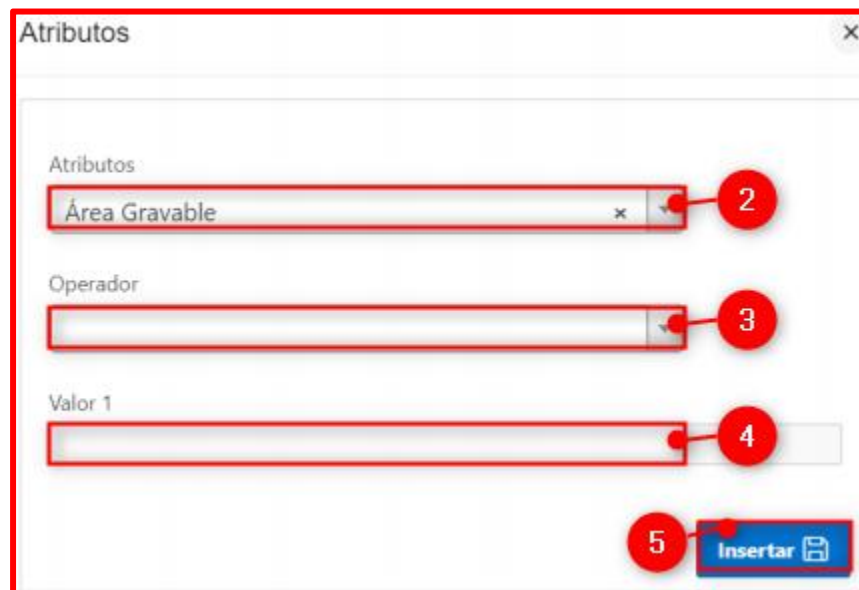 Atributos
Atributos
Área Gravable
2
Operador
3
Valor 1
4
5
Insertar